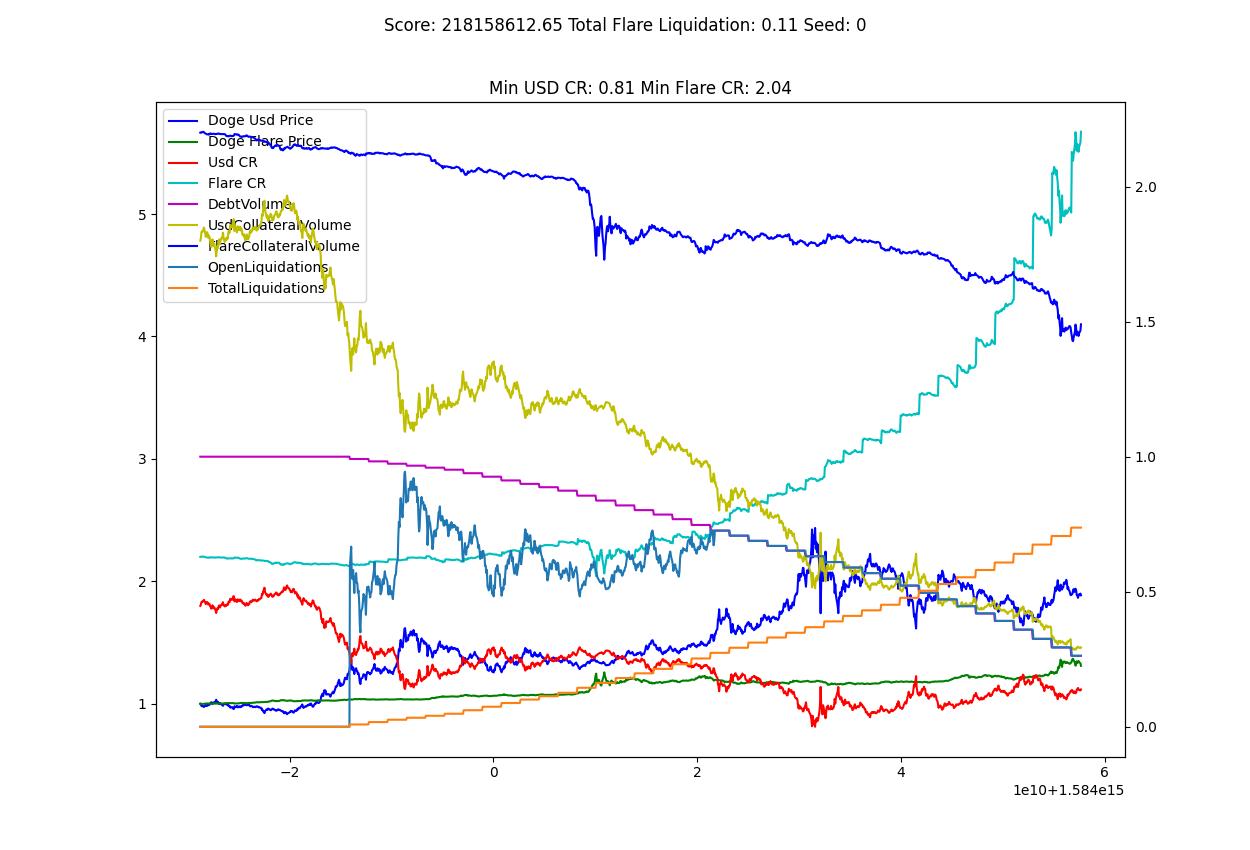 Score: 218158612.65 Total Flare Liquidation: 0.11 Seed: 0
Min USD CR: 0.81 Min Flare CR: 2.04
Doge Usd Price
Doge Flare Price
Usd CR
Flare CR
DebtVolume
UsdCollateralVolume
FlareCollateralVolume
OpenLiquidations
TotalLiquidations
5
4
3
2
1
2.0
1.5
1.0
0.5
0.0
−2
0
2
4
6
1e10+1.584e15